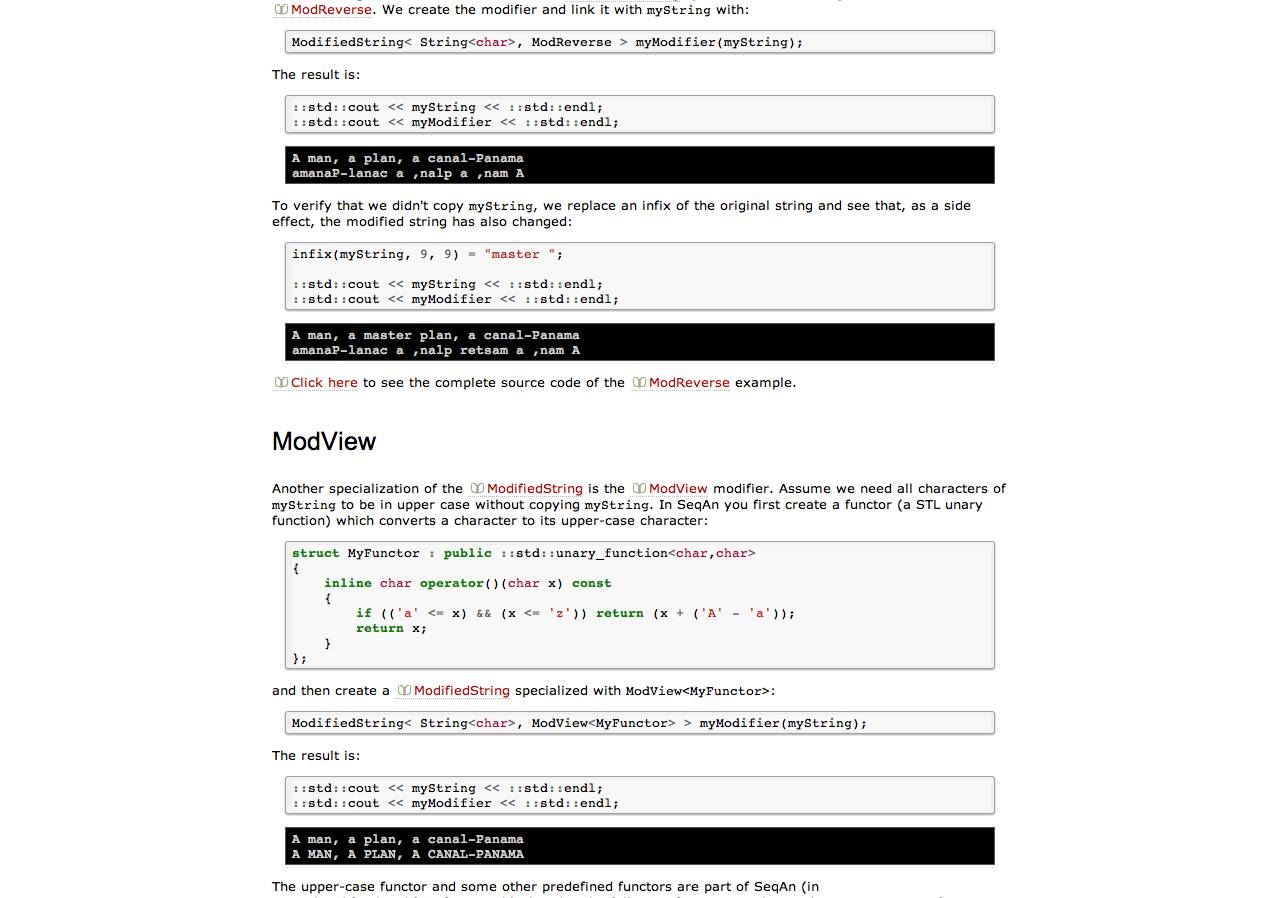 ModReverse. We create the modifier and link it with myString with:
ModifiedString< String<char>, ModReverse > myModifier(myString);
The result is:
::std::cout << myString << ::std::endl;
::std::cout << myModifier << ::std::endl;
A man, a plan, a canal-Panama
amanaP-lanac a ,nalp a ,nam A
To verify that we didn't copy myString, we replace an infix of the original string and see that, as a side
effect, the modified string has also changed:
infix(myString, 9, 9) = "master ";
::std::cout << myString << ::std::endl;
::std::cout << myModifier << ::std::endl;
A man, a master plan, a canal-Panama
amanaP-lanac a ,nalp retsam a ,nam A
Click here to see the complete source code of the ModReverse example.
ModView
Another specialization of the ModifiedString is the ModView modifier. Assume we need all characters of
myString to be in upper case without copying myString. In SeqAn you first create a functor (a STL unary
function) which converts a character to its upper-case character:
struct MyFunctor : public ::std::unary_function<char,char>
{
    inline char operator()(char x) const
    {
        if (('a' <= x) && (x <= 'z')) return (x + ('A' - 'a'));
        return x;
    }
};
and then create a ModifiedString specialized with ModView<MyFunctor>:
ModifiedString< String<char>, ModView<MyFunctor> > myModifier(myString);
The result is:
::std::cout << myString << ::std::endl;
::std::cout << myModifier << ::std::endl;
A man, a plan, a canal-Panama
A MAN, A PLAN, A CANAL-PANAMA
The upper-case functor and some other predefined functors are part of SeqAn (in